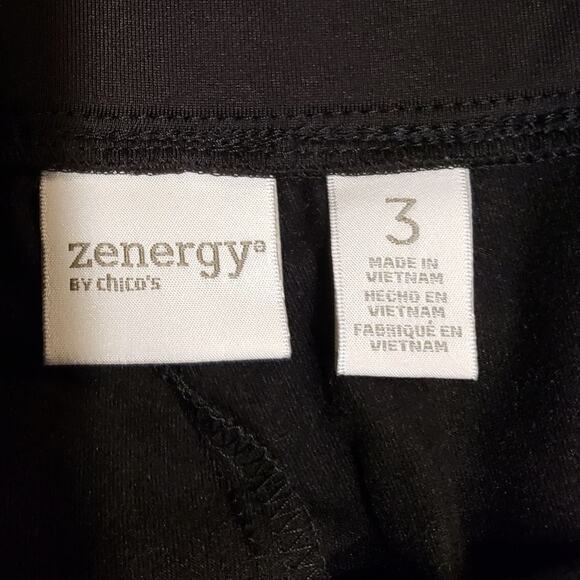 zenergy®
BY chico's
3
MADE IN
VIETNAM
HECHO EN
VIETNAM
FABRIQUÉ EN
VIETNAM